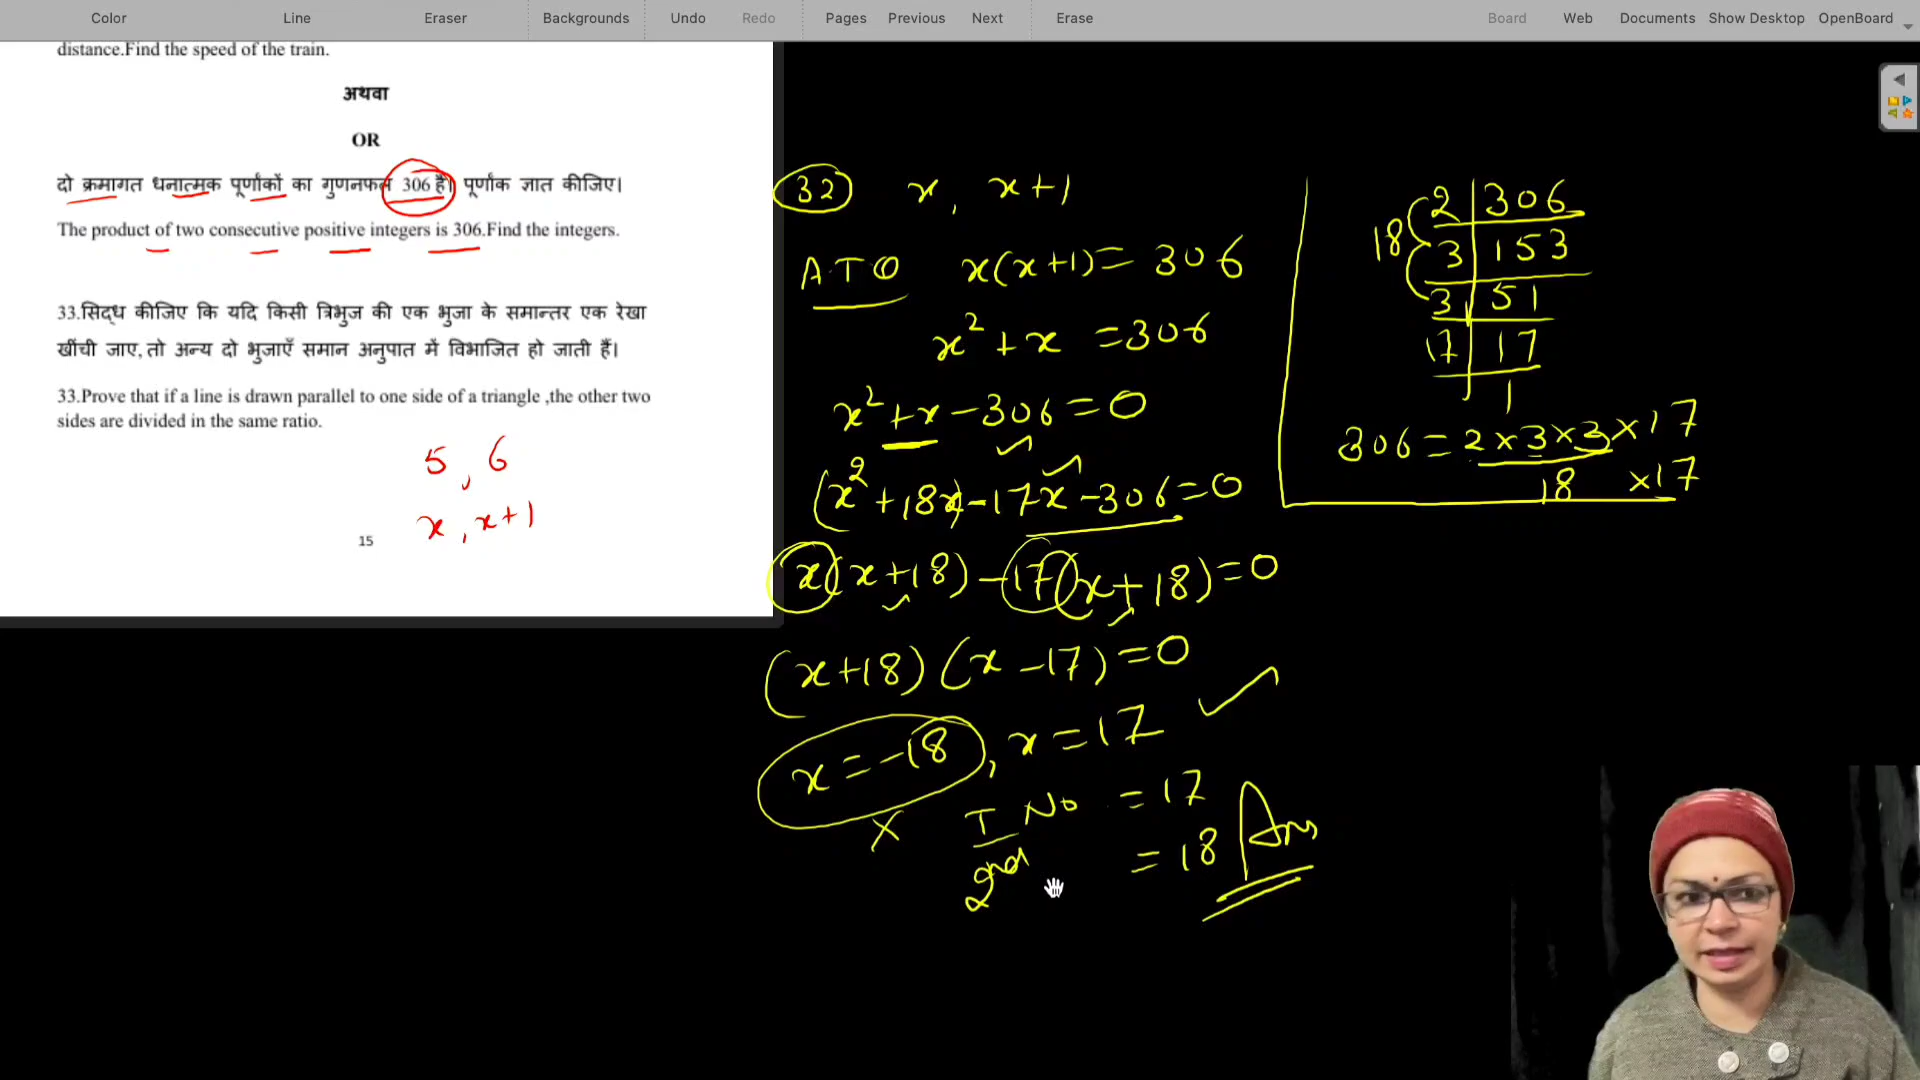 Color Line Eraser Backgrounds Undo Redo Pages Previous Next Erase Board Web Documents Show Desktop OpenBoard
distance.Find the speed of the train.
अथवा
OR
दो क्रमागत धनात्मक पूर्णांकों का गुणनफल 306 है। पूर्णांक ज्ञात कीजिए।
The product of two consecutive positive integers is 306.Find the integers.
33.सिद्ध कीजिए कि यदि किसी त्रिभुज की एक भुजा के समान्तर एक रेखा
खींची जाए, तो अन्य दो भुजाएँ समान अनुपात में विभाजित हो जाती हैं।
33.Prove that if a line is drawn parallel to one side of a triangle ,the other two
sides are divided in the same ratio.
5, 6
x, x+1
15
32 x, x+1
A.T.Q x(x+1)= 306
x² + x = 306
x² + x - 306 = 0
(x² + 18x) - 17x - 306 = 0
x(x+18) - 17(x+18) = 0
(x+18) (x-17) = 0
x = -18, x = 17
X I No = 17
2nd = 18 Ans
2 | 306
18 3 | 153
3 | 51
17 | 17
1
306 = 2×3×3×17
18 ×17